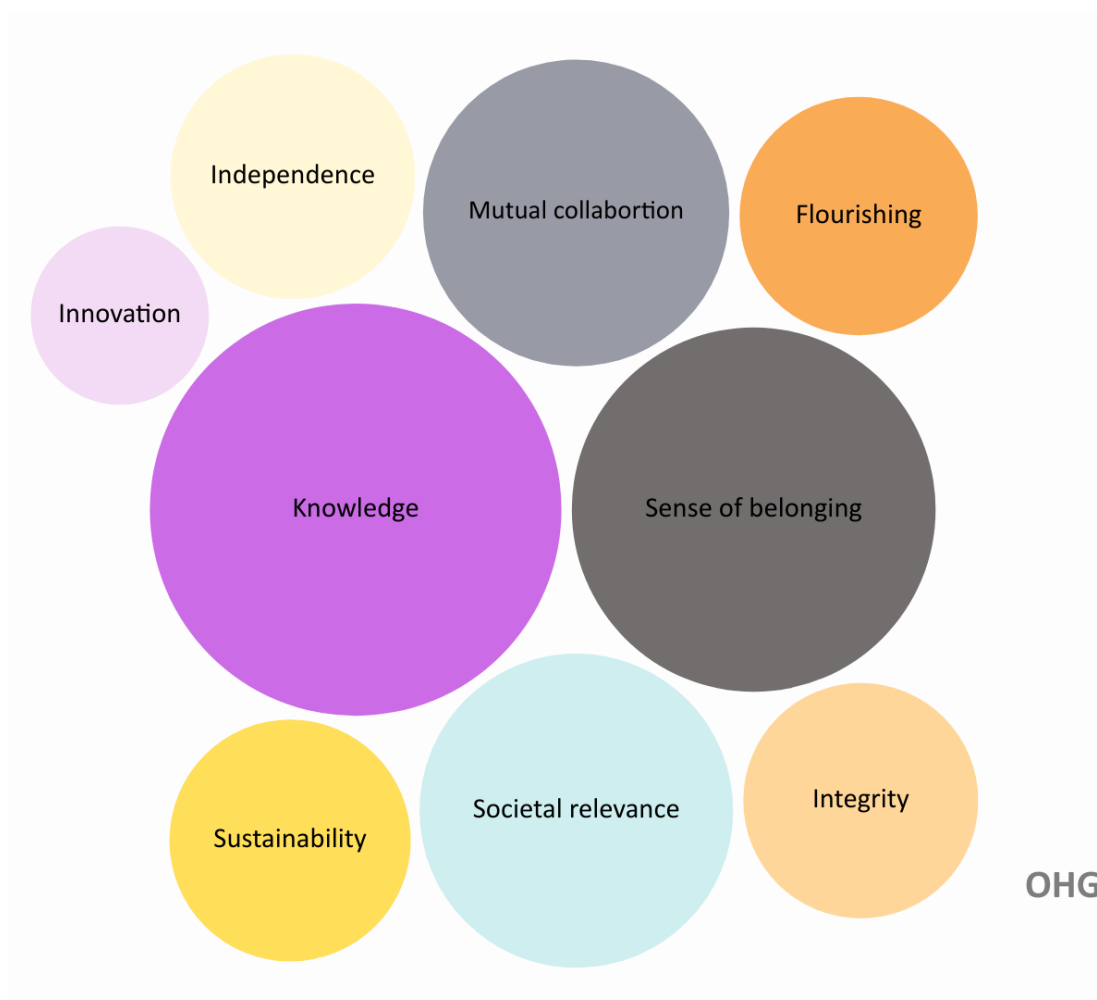 Independence
Mutual collabortion
Flourishing
Innovation
Knowledge
Sense of belonging
Sustainability
Societal relevance
Integrity
OHG